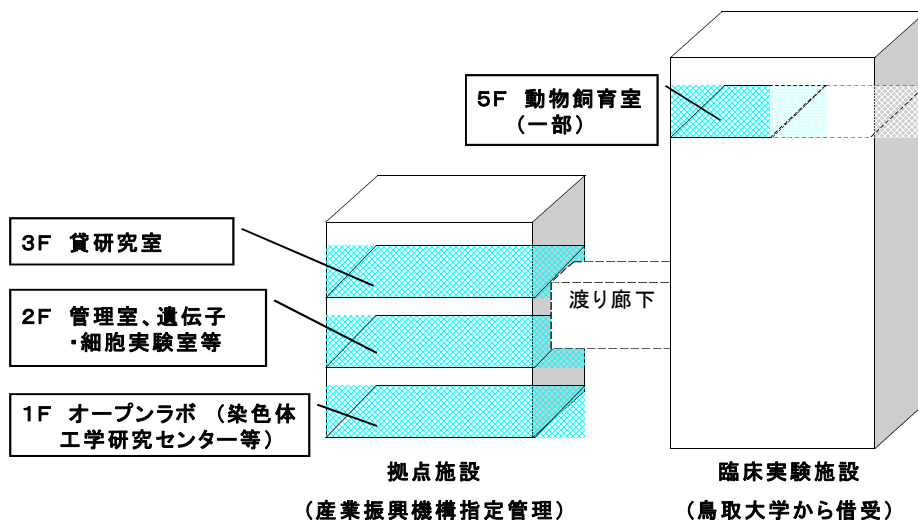 5F 動物飼育室
（一部）
3F 貸研究室
2F 管理室、遺伝子
・細胞実験室等
渡り廊下
1F オープンラボ （染色体
工学研究センター等）
拠点施設
（産業振興機構指定管理）
臨床実験施設
（鳥取大学から借受）